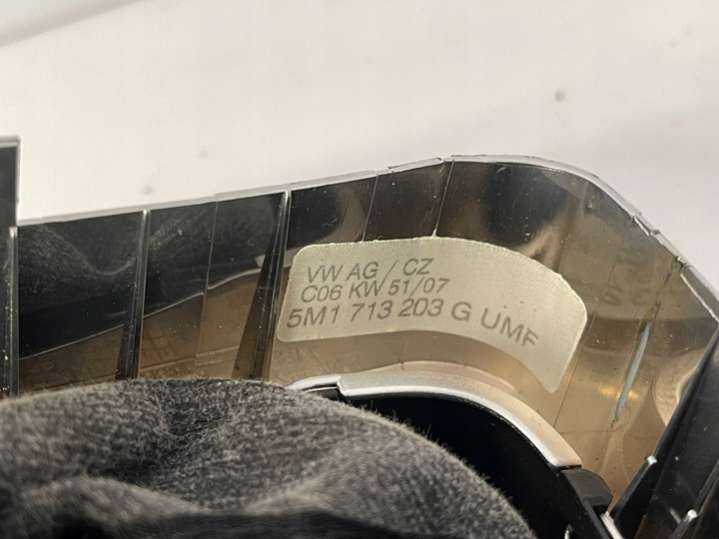 VW AG / CZ
C06 KW 51/07
5M1 713 203 G UMF